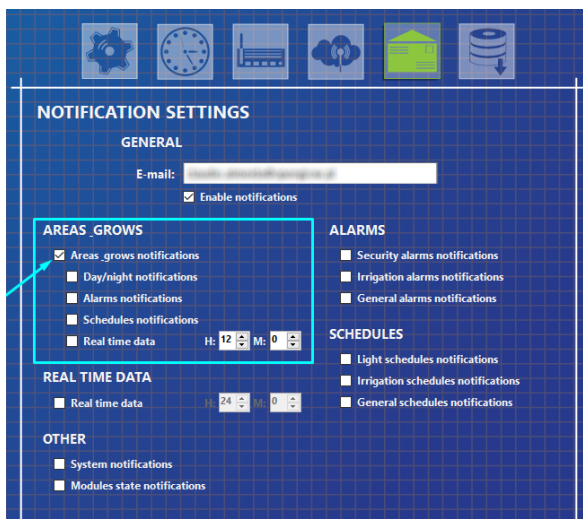 NOTIFICATION SETTINGS
GENERAL
E-mail:
Enable notifications
AREAS_GROWS
Areas_grows notifications
Day/night notifications
Alarms notifications
Schedules notifications
Real time data H: 12 M: 0
REAL TIME DATA
Real time data H: 24 M: 0
OTHER
System notifications
Modules state notifications
ALARMS
Security alarms notifications
Irrigation alarms notifications
General alarms notifications
SCHEDULES
Light schedules notifications
Irrigation schedules notifications
General schedules notifications